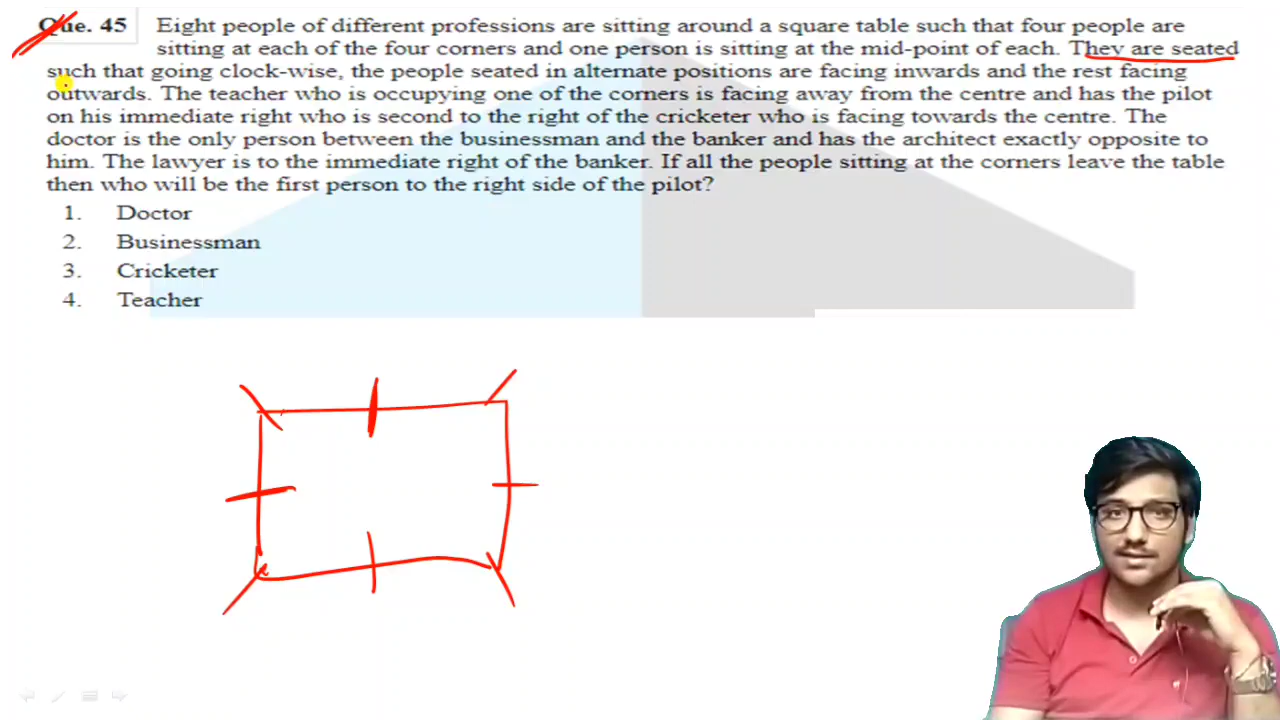 Que. 45 Eight people of different professions are sitting around a square table such that four people are
sitting at each of the four corners and one person is sitting at the mid-point of each. They are seated
such that going clock-wise, the people seated in alternate positions are facing inwards and the rest facing
outwards. The teacher who is occupying one of the corners is facing away from the centre and has the pilot
on his immediate right who is second to the right of the cricketer who is facing towards the centre. The
doctor is the only person between the businessman and the banker and has the architect exactly opposite to
him. The lawyer is to the immediate right of the banker. If all the people sitting at the corners leave the table
then who will be the first person to the right side of the pilot?
1. Doctor
2. Businessman
3. Cricketer
4. Teacher